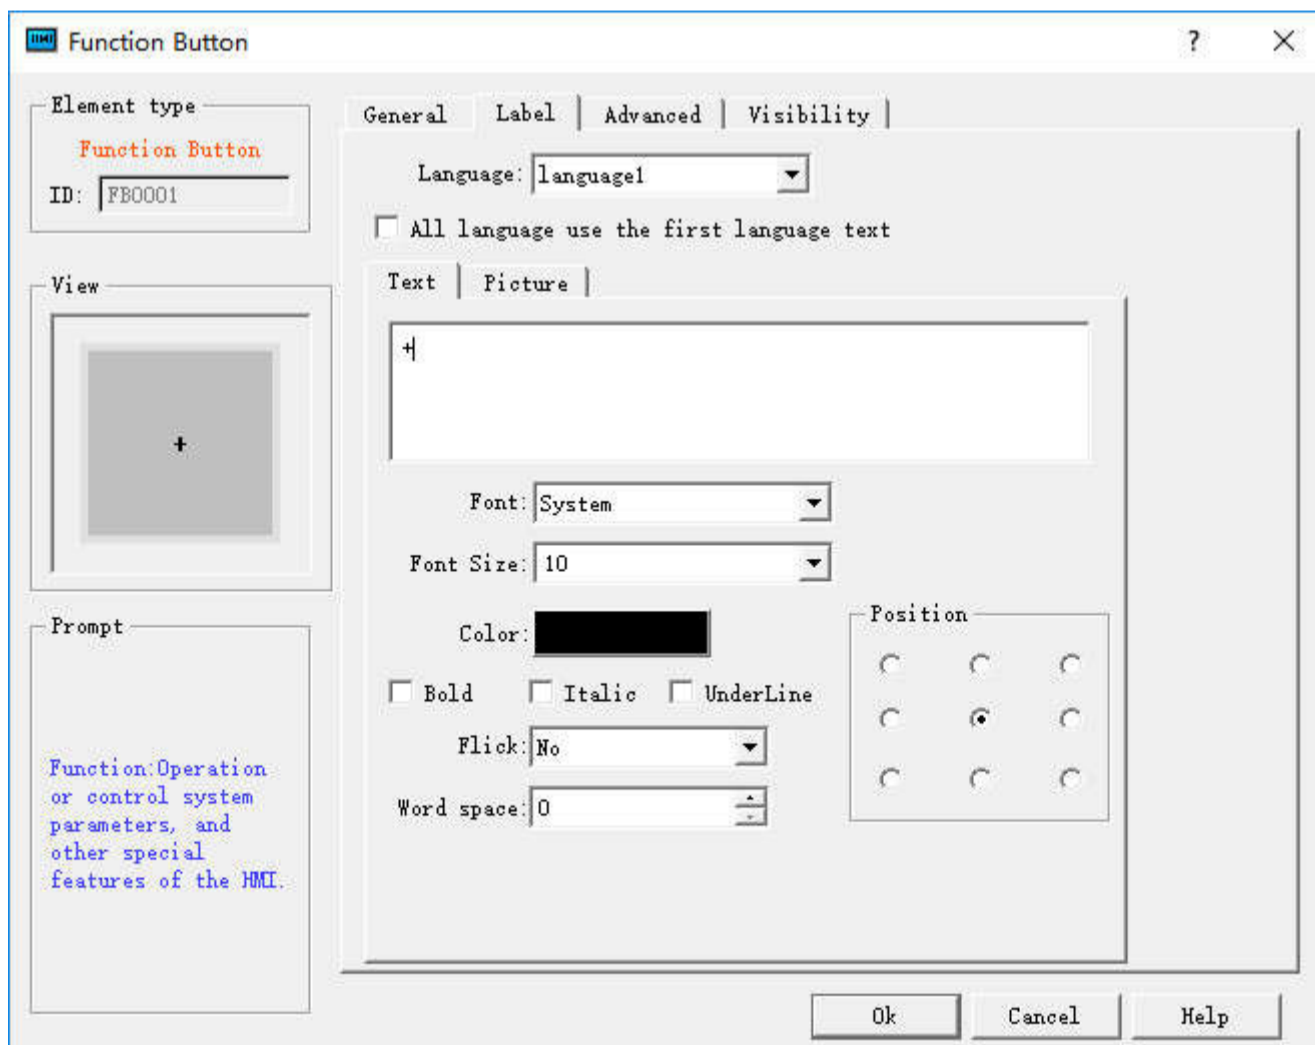 HMI Function Button ?
Element type
Function Button
ID: FB0001
View
+
Prompt
Function:Operation
or control system
parameters, and
other special
features of the HMI.
General Label Advanced Visibility
Language: language1
All language use the first language text
Text Picture
+
Font: System
Font Size: 10
Color:
Bold Italic UnderLine
Flick: No
Word space: 0
Position
Ok Cancel Help